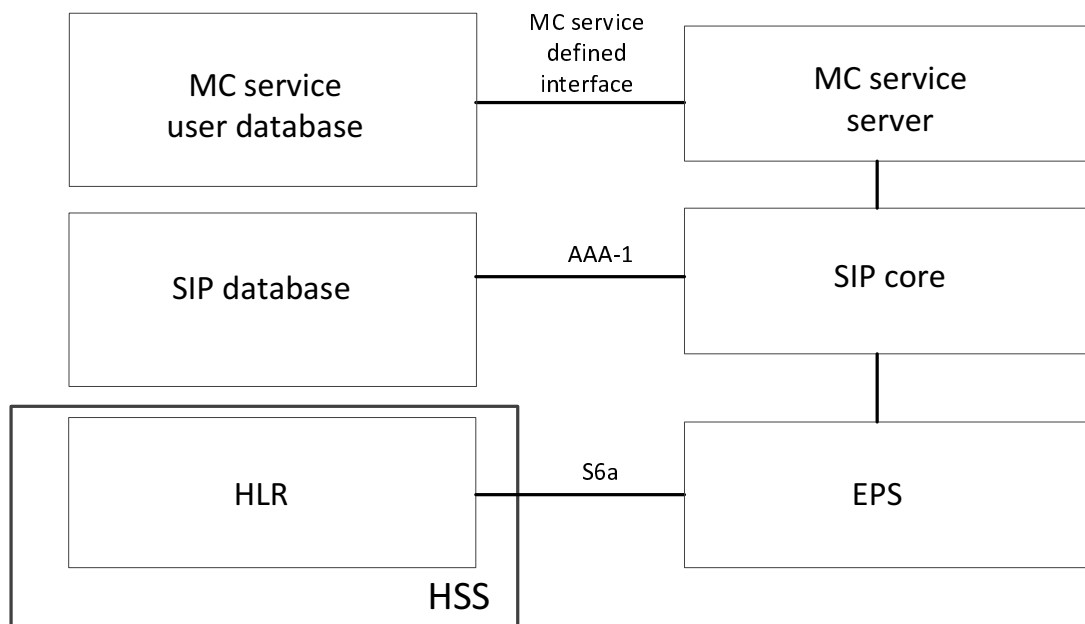 MC service
user database
MC service
defined
interface
MC service
server
SIP database
AAA-1
SIP core
HLR
S6a
EPS
HSS